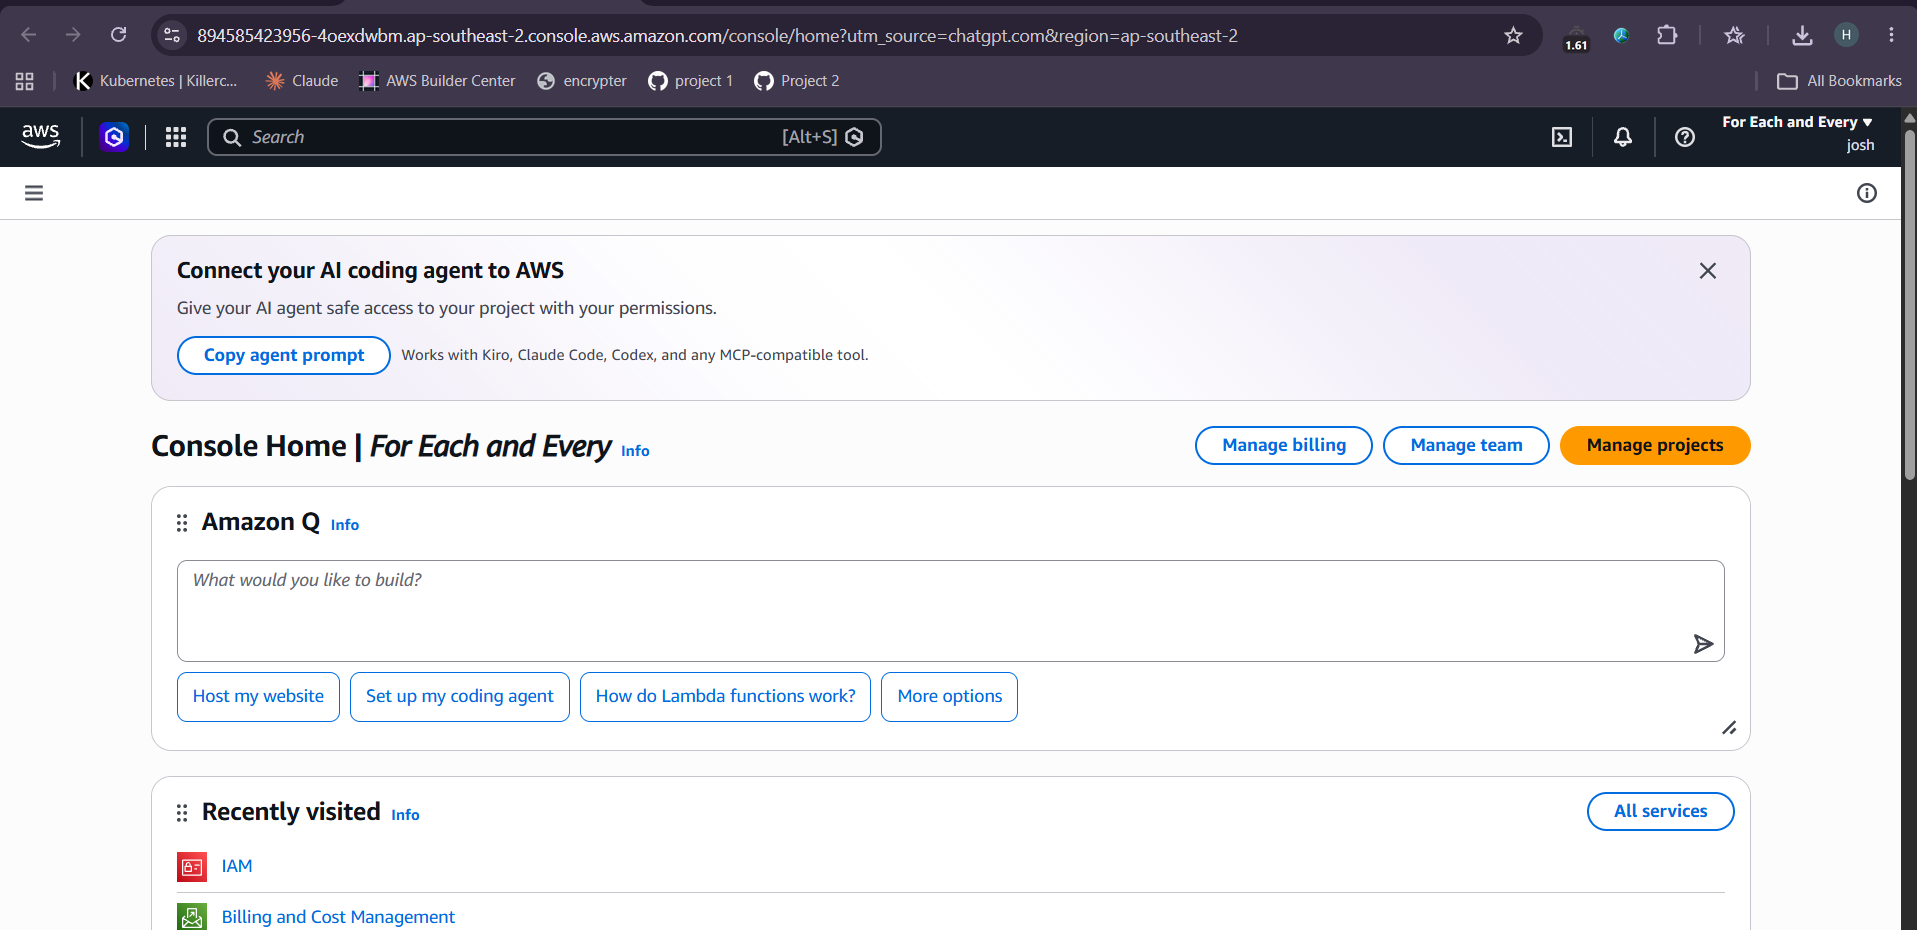 894585423956-4oexdwbm.ap-southeast-2.console.aws.amazon.com/console/home?utm_source=chatgpt.com&region=ap-southeast-2
1.61
H
Kubernetes | Killerc... Claude AWS Builder Center encrypter project 1 Project 2 All Bookmarks
aws Search [Alt+S] For Each and Every
josh
Connect your AI coding agent to AWS
Give your AI agent safe access to your project with your permissions.
Copy agent prompt Works with Kiro, Claude Code, Codex, and any MCP-compatible tool.
Console Home | For Each and Every Info Manage billing Manage team Manage projects
Amazon Q Info
What would you like to build?
Host my website Set up my coding agent How do Lambda functions work? More options
Recently visited Info All services
IAM
Billing and Cost Management